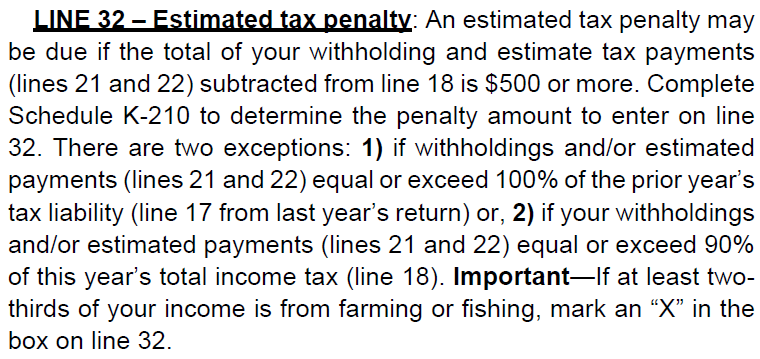 LINE 32 – Estimated tax penalty: An estimated tax penalty may
be due if the total of your withholding and estimate tax payments
(lines 21 and 22) subtracted from line 18 is $500 or more. Complete
Schedule K-210 to determine the penalty amount to enter on line
32. There are two exceptions: 1) if withholdings and/or estimated
payments (lines 21 and 22) equal or exceed 100% of the prior year’s
tax liability (line 17 from last year’s return) or, 2) if your withholdings
and/or estimated payments (lines 21 and 22) equal or exceed 90%
of this year’s total income tax (line 18). Important—If at least two-
thirds of your income is from farming or fishing, mark an “X” in the
box on line 32.